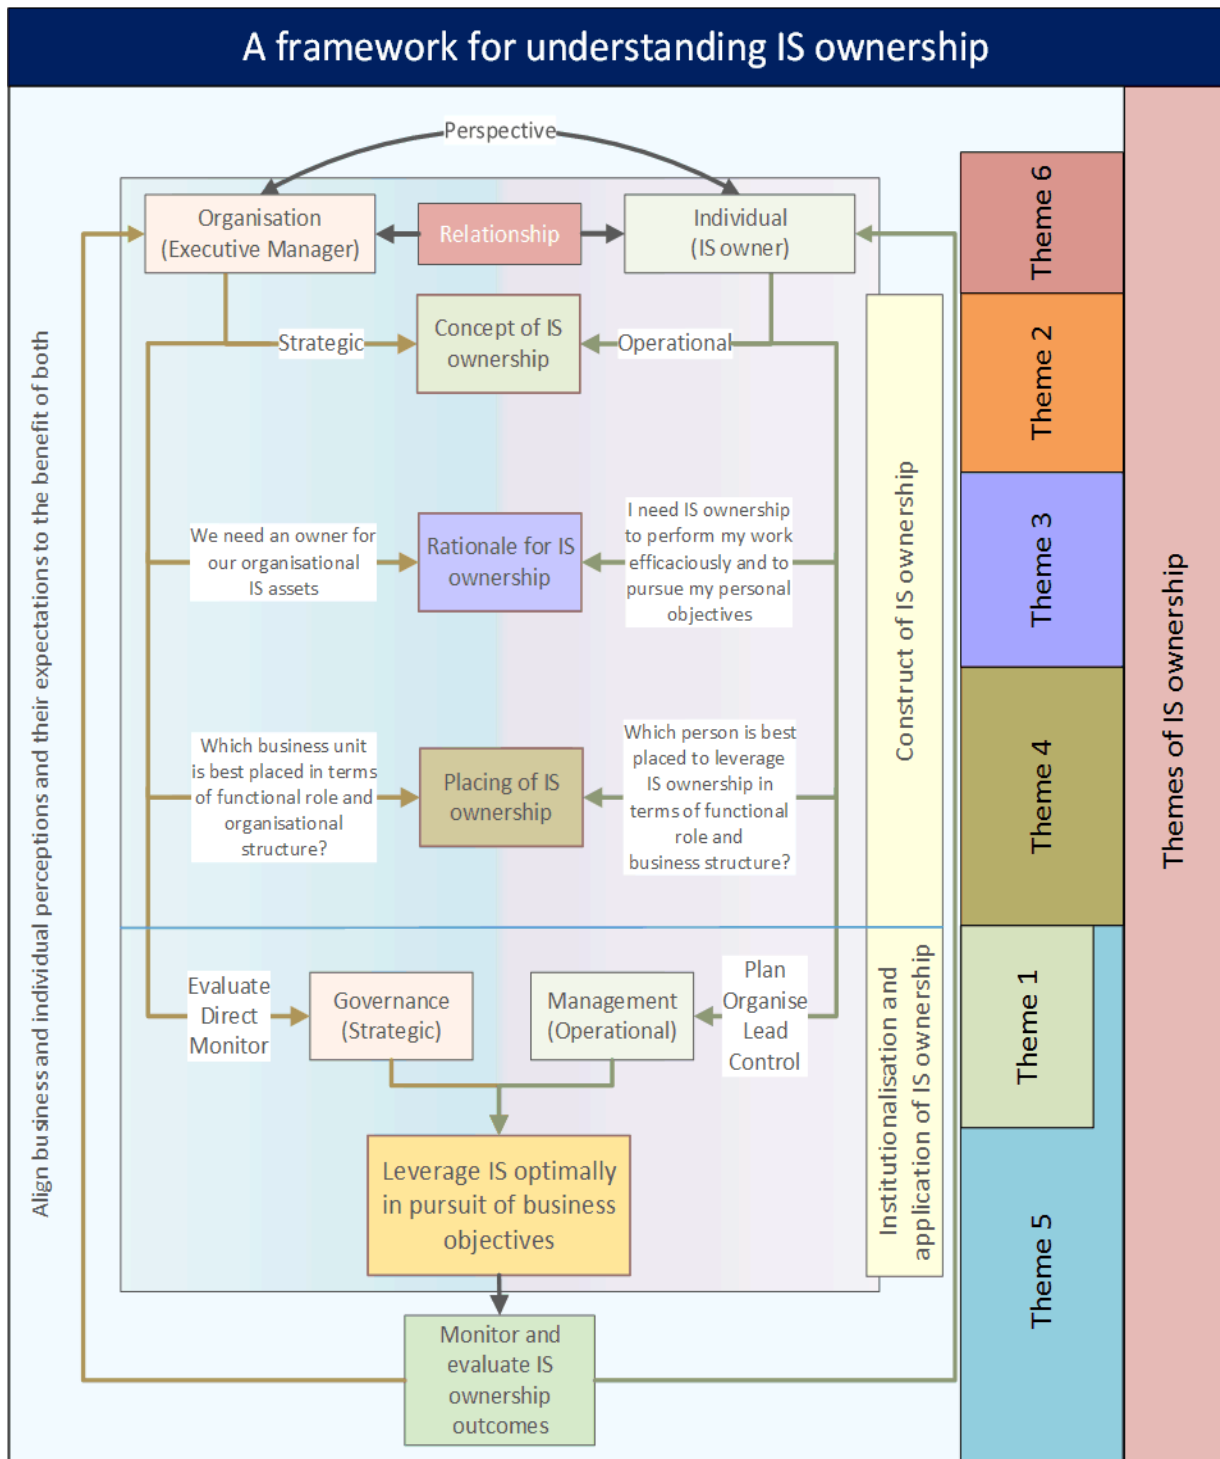 A framework for understanding IS ownership
Perspective
Organisation
(Executive Manager)
Relationship
Individual
(IS owner)
Strategic
Concept of IS
ownership
Operational
We need an owner for
our organisational
IS assets
Rationale for IS
ownership
I need IS ownership
to perform my work
efficaciously and to
pursue my personal
objectives
Which business unit
is best placed in terms
of functional role and
organisational
structure?
Placing of IS
ownership
Which person is best
placed to leverage
IS ownership in
terms of functional
role and
business structure?
Evaluate
Direct
Monitor
Governance
(Strategic)
Management
(Operational)
Plan
Organise
Lead
Control
Leverage IS optimally
in pursuit of business
objectives
Monitor and
evaluate IS
ownership
outcomes
Align business and individual perceptions and their expectations to the benefit of both
Construct of IS ownership
Institutionalisation and
application of IS ownership
Theme 6
Theme 2
Theme 3
Theme 4
Theme 1
Theme 5
Themes of IS ownership